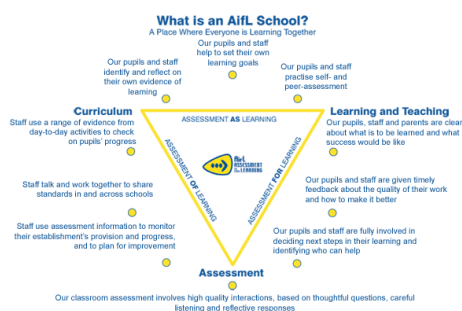 What is an AifL School?
A Place Where Everyone is Learning Together
Our pupils and staff
help to set their own
learning goals
Our pupils and staff
identify and reflect on
their own evidence of
learning
Our pupils and staff
practise self- and
peer-assessment
Curriculum
ASSESSMENT AS LEARNING
Learning and Teaching
Staff use a range of evidence from
day-to-day activities to check
on pupils' progress
Our pupils, staff and parents are clear
about what is to be learned and what
success would be like
ASSESSMENT OF LEARNING
AifL
ASSESSMENT
is FOR LEARNING
ASSESSMENT FOR LEARNING
Staff talk and work together to share
standards in and across schools
Our pupils and staff are given timely
feedback about the quality of their work
and how to make it better
Staff use assessment information to monitor
their establishment's provision and progress,
and to plan for improvement
Our pupils and staff are fully involved in
deciding next steps in their learning and
identifying who can help
Assessment
Our classroom assessment involves high quality interactions, based on thoughtful questions, careful
listening and reflective responses